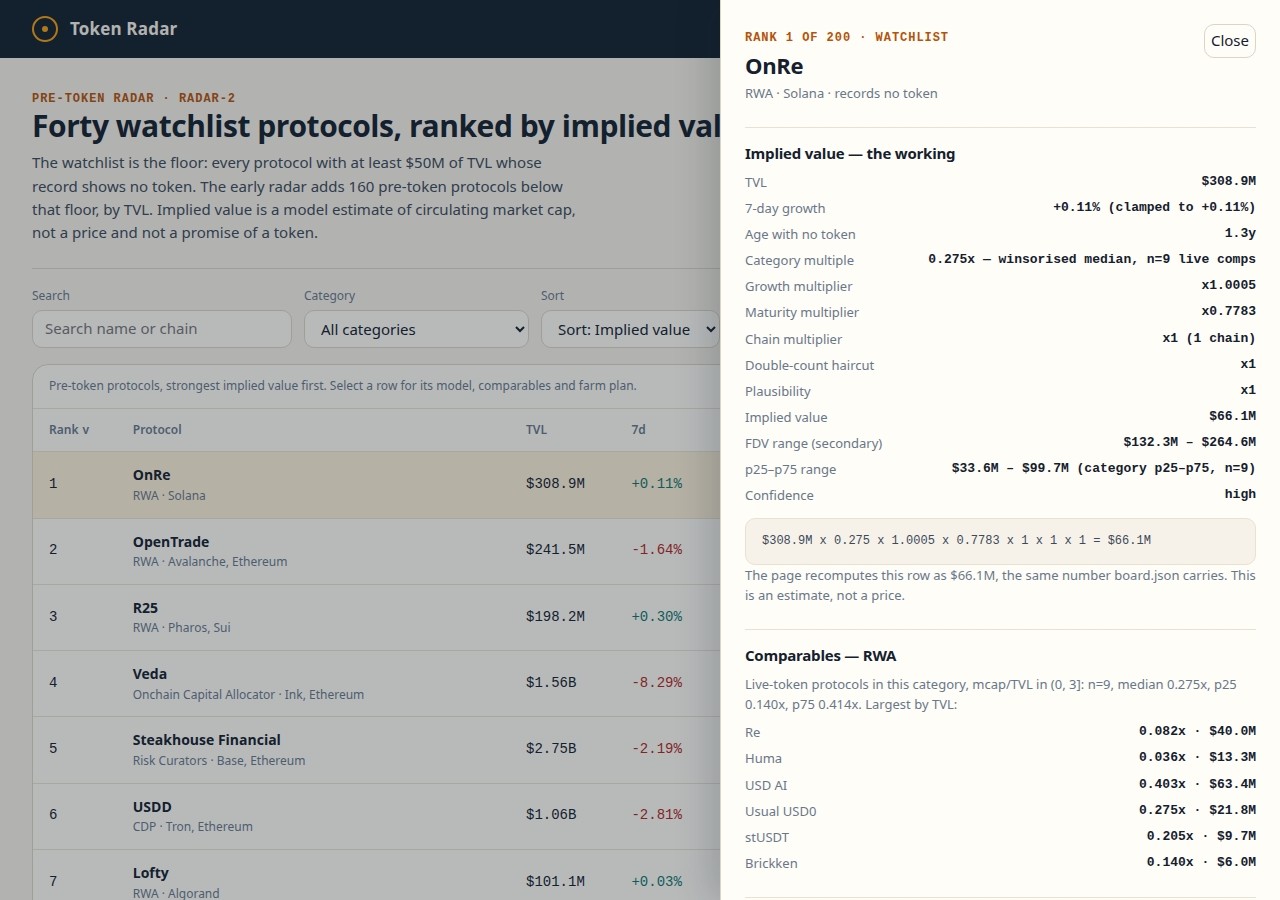 Token Radar
PRE-TOKEN RADAR · RADAR-2
Forty watchlist protocols, ranked by implied val
The watchlist is the floor: every protocol with at least $50M of TVL whose
record shows no token. The early radar adds 160 pre-token protocols below
that floor, by TVL. Implied value is a model estimate of circulating market cap,
not a price and not a promise of a token.
Search Category Sort
Search name or chain All categories Sort: Implied value
Pre-token protocols, strongest implied value first. Select a row for its model, comparables and farm plan.
Rank v Protocol TVL 7d
1 OnRe $308.9M +0.11%
RWA · Solana
2 OpenTrade $241.5M -1.64%
RWA · Avalanche, Ethereum
3 R25 $198.2M +0.30%
RWA · Pharos, Sui
4 Veda $1.56B -8.29%
Onchain Capital Allocator · Ink, Ethereum
5 Steakhouse Financial $2.75B -2.19%
Risk Curators · Base, Ethereum
6 USDD $1.06B -2.81%
CDP · Tron, Ethereum
7 Lofty $101.1M +0.03%
RWA · Algorand
RANK 1 OF 200 · WATCHLIST
Close
OnRe
RWA · Solana · records no token
Implied value — the working
TVL $308.9M
7-day growth +0.11% (clamped to +0.11%)
Age with no token 1.3y
Category multiple 0.275x — winsorised median, n=9 live comps
Growth multiplier x1.0005
Maturity multiplier x0.7783
Chain multiplier x1 (1 chain)
Double-count haircut x1
Plausibility x1
Implied value $66.1M
FDV range (secondary) $132.3M – $264.6M
p25–p75 range $33.6M – $99.7M (category p25–p75, n=9)
Confidence high
$308.9M x 0.275 x 1.0005 x 0.7783 x 1 x 1 x 1 = $66.1M
The page recomputes this row as $66.1M, the same number board.json carries. This
is an estimate, not a price.
Comparables — RWA
Live-token protocols in this category, mcap/TVL in (0, 3]: n=9, median 0.275x, p25
0.140x, p75 0.414x. Largest by TVL:
Re 0.082x · $40.0M
Huma 0.036x · $13.3M
USD AI 0.403x · $63.4M
Usual USD0 0.275x · $21.8M
stUSDT 0.205x · $9.7M
Brickken 0.140x · $6.0M